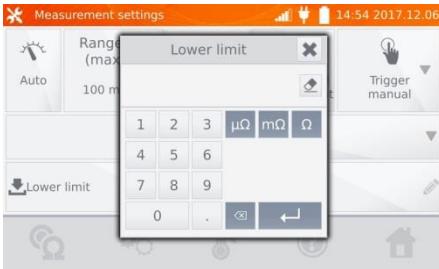 Measurement settings 14:54 2017.12.06
Range
(max
Lower limit
Auto
100 m
Trigger
manual
1 2 3 µΩ mΩ Ω
4 5 6
Lower limit
7 8 9
0 .